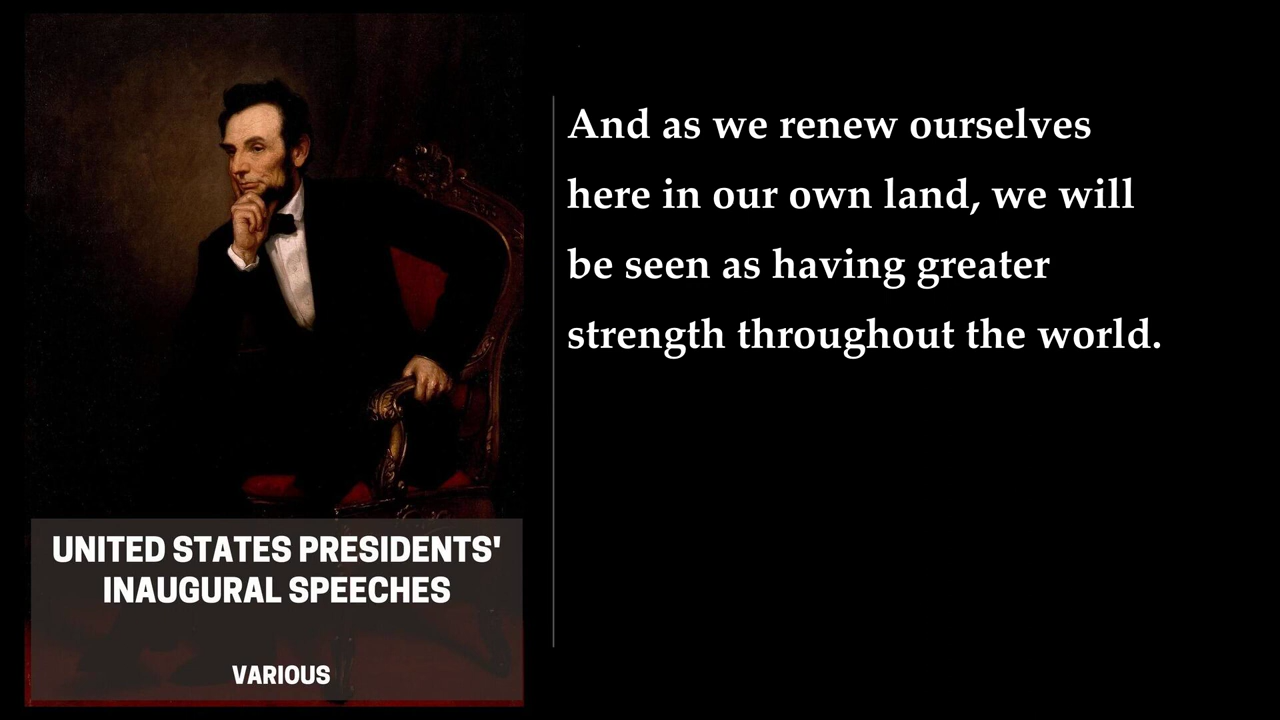 And as we renew ourselves
here in our own land, we will
be seen as having greater
strength throughout the world.
UNITED STATES PRESIDENTS'
INAUGURAL SPEECHES
VARIOUS